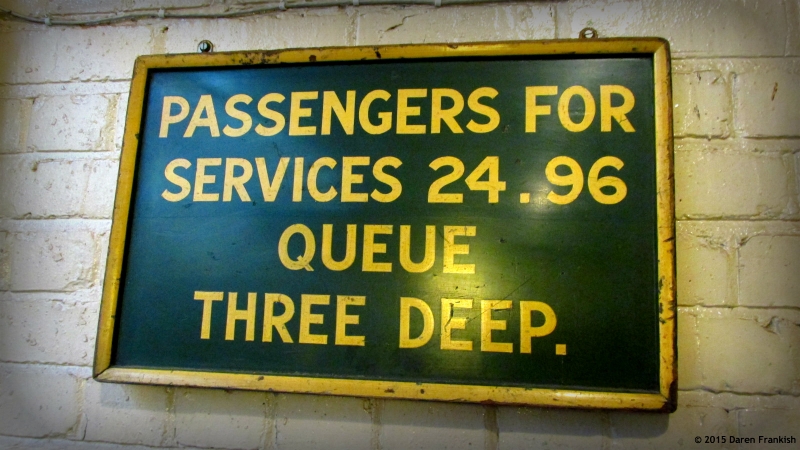 PASSENGERS FOR
SERVICES 24.96
QUEUE
THREE DEEP.
© 2015 Daren Frankish